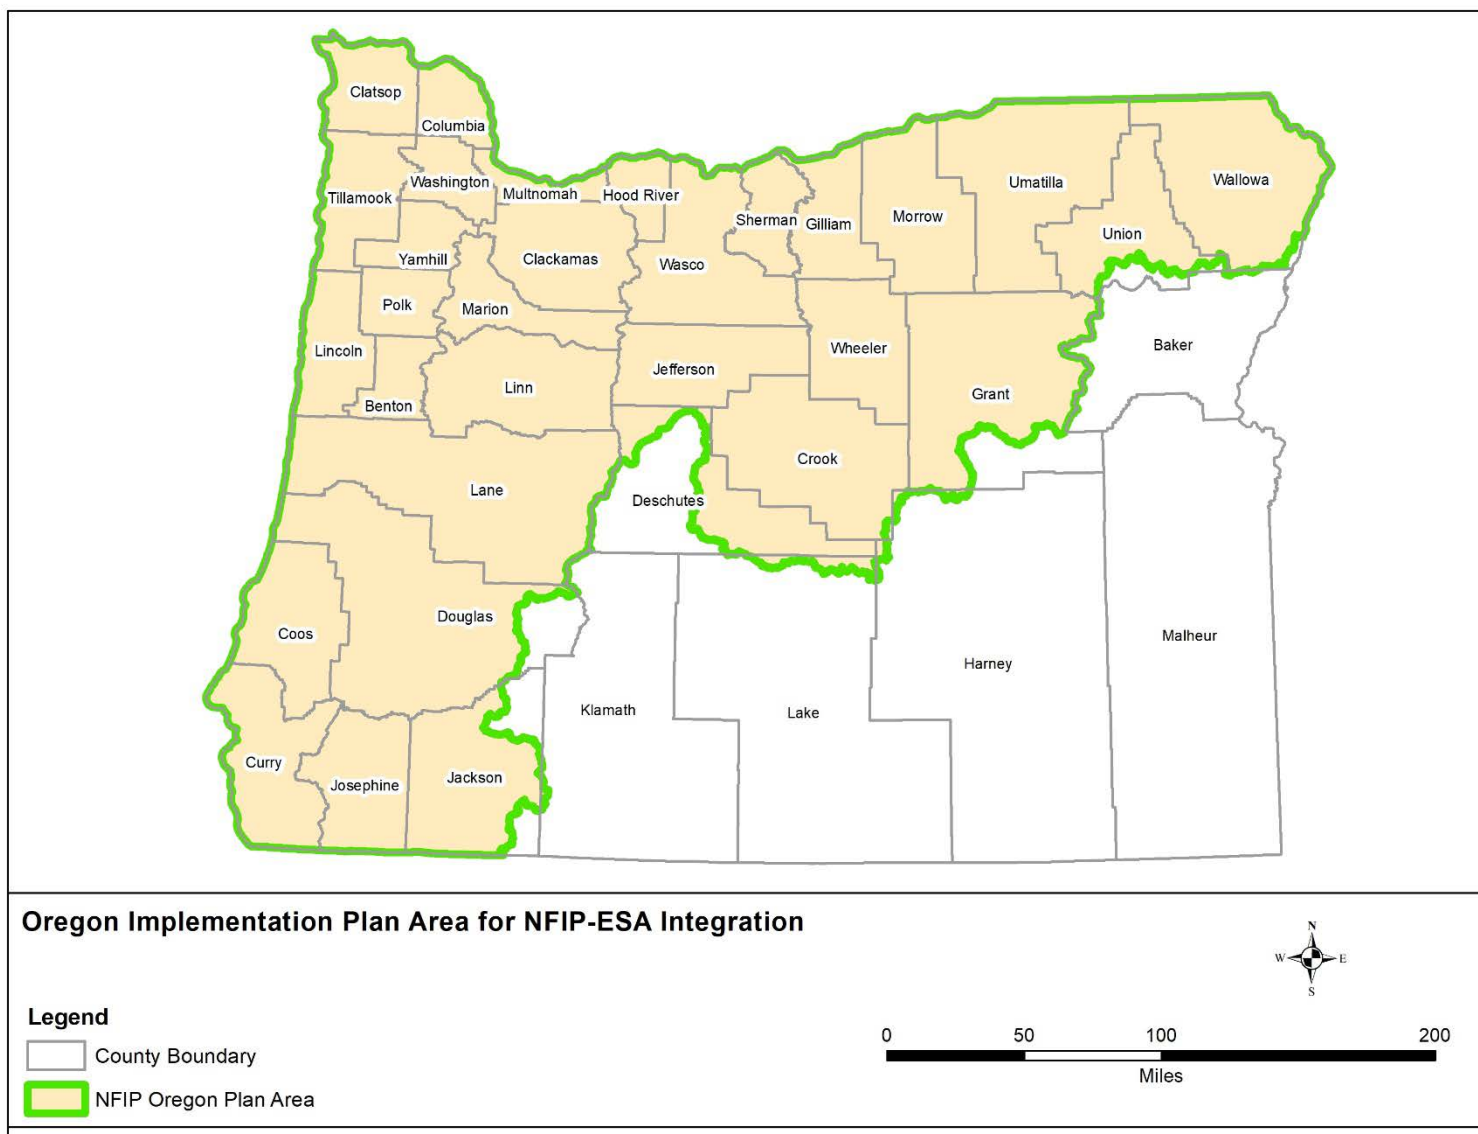 Clatsop
Columbia
Washington
Tillamook
Multnomah
Hood River
Sherman
Gilliam
Morrow
Umatilla
Wallowa
Union
Yamhill
Clackamas
Wasco
Polk
Marion
Lincoln
Wheeler
Baker
Jefferson
Linn
Benton
Grant
Crook
Lane
Deschutes
Douglas
Coos
Malheur
Harney
Klamath
Lake
Curry
Josephine
Jackson
Oregon Implementation Plan Area for NFIP-ESA Integration
N
W E
S
Legend
County Boundary
NFIP Oregon Plan Area
0 50 100 200
Miles